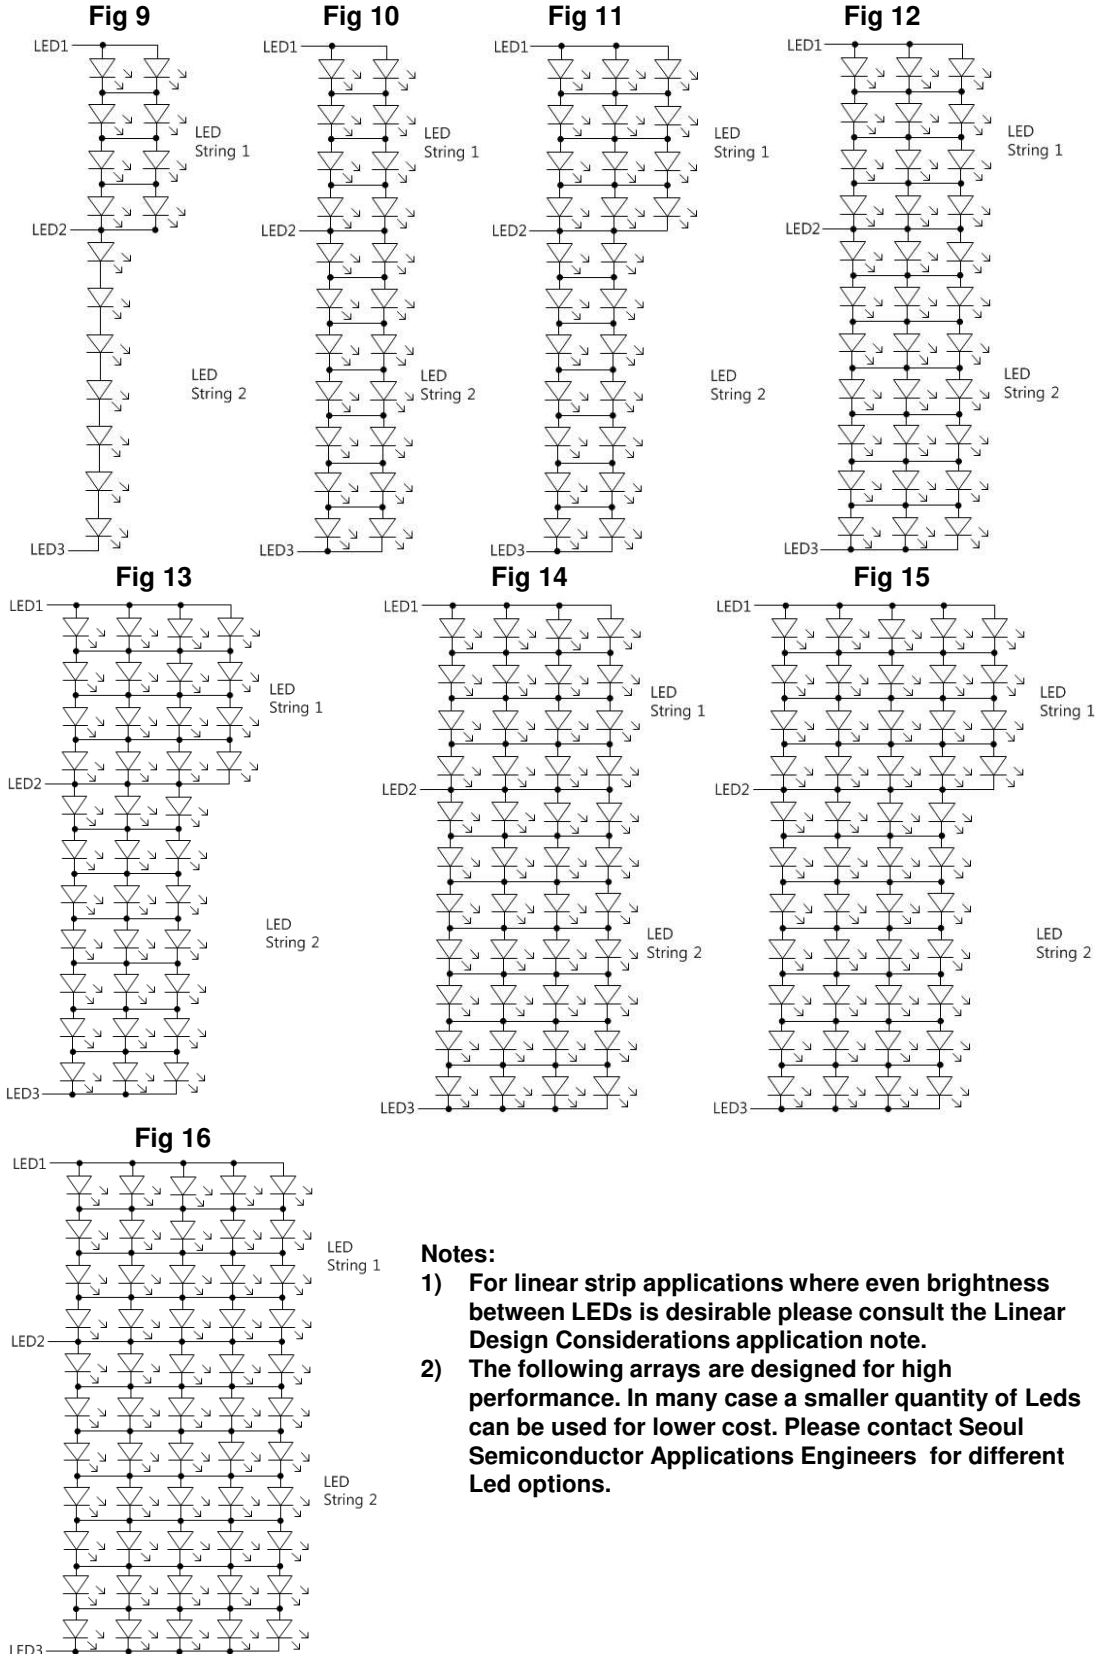 Fig 9
Fig 10
Fig 11
Fig 12
LED1
LED1
LED1
LED1
LED
String 1
LED
String 1
LED
String 1
LED
String 1
LED2
LED2
LED2
LED2
LED
String 2
LED
String 2
LED
String 2
LED
String 2
LED3
LED3
LED3
LED3
Fig 13
Fig 14
Fig 15
LED1
LED1
LED1
LED
String 1
LED
String 1
LED
String 1
LED2
LED2
LED2
LED
String 2
LED
String 2
LED
String 2
LED3
LED3
LED3
Fig 16
LED1
LED
String 1
LED2
LED
String 2
LED3
Notes:
1) For linear strip applications where even brightness
between LEDs is desirable please consult the Linear
Design Considerations application note.
2) The following arrays are designed for high
performance. In many case a smaller quantity of Leds
can be used for lower cost. Please contact Seoul
Semiconductor Applications Engineers for different
Led options.